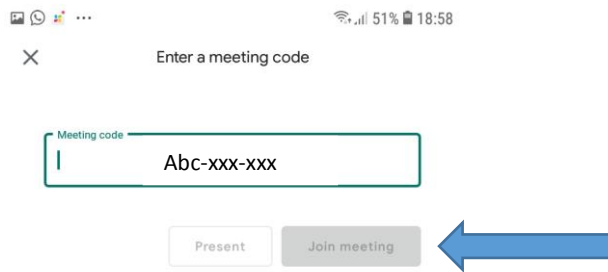 51% 18:58
Enter a meeting code
Meeting code
Abc-xxx-xxx
Present Join meeting